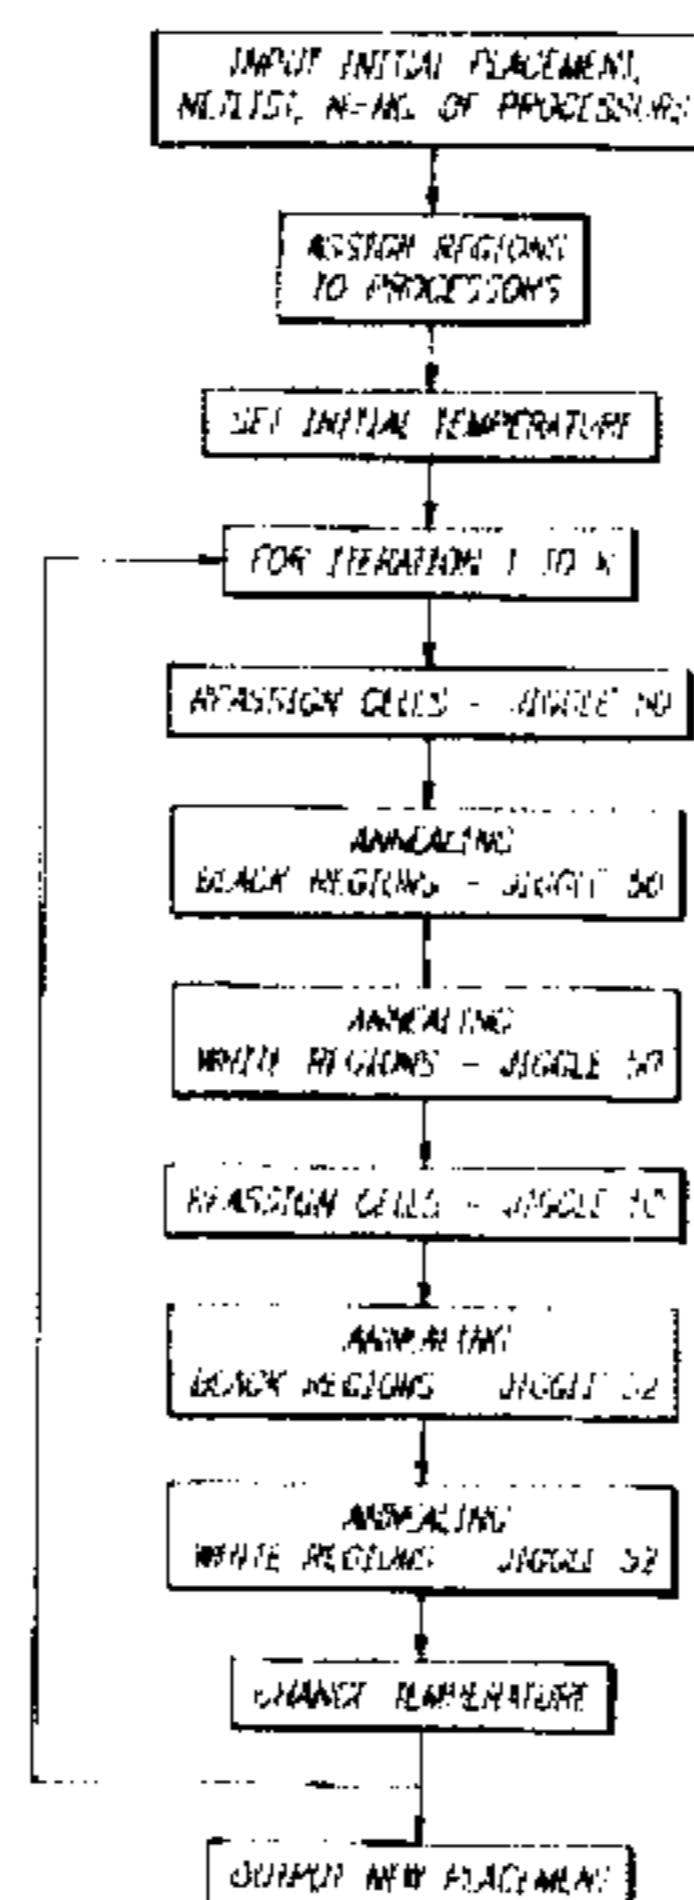 INPUT INITIAL PLACEMENT,
NETLIST, N=NO. OF PROCESSORS
ASSIGN REGIONS
TO PROCESSORS
SET INITIAL TEMPERATURE
FOR ITERATION 1 TO K
REASSIGN CELLS - JIGGLE
ANNEALING
BLACK REGIONS - JIGGLE
ANNEALING
WHITE REGIONS - JIGGLE
REASSIGN CELLS - JIGGLE
ANNEALING
BLACK REGIONS JIGGLE
ANNEALING
WHITE REGIONS JIGGLE
CHANGE TEMPERATURE
OUTPUT NEW PLACEMENT